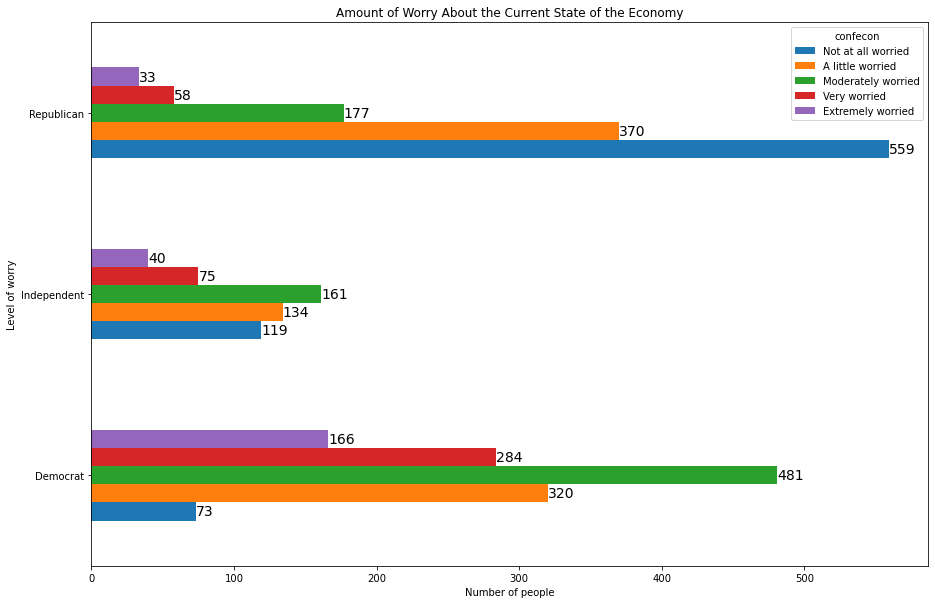 Amount of Worry About the Current State of the Economy
confecon
Not at all worried
A little worried
Moderately worried
Very worried
Extremely worried
Level of worry
Republican
33
58
177
370
559
Independent
40
75
161
134
119
Democrat
166
284
481
320
73
0 100 200 300 400 500
Number of people